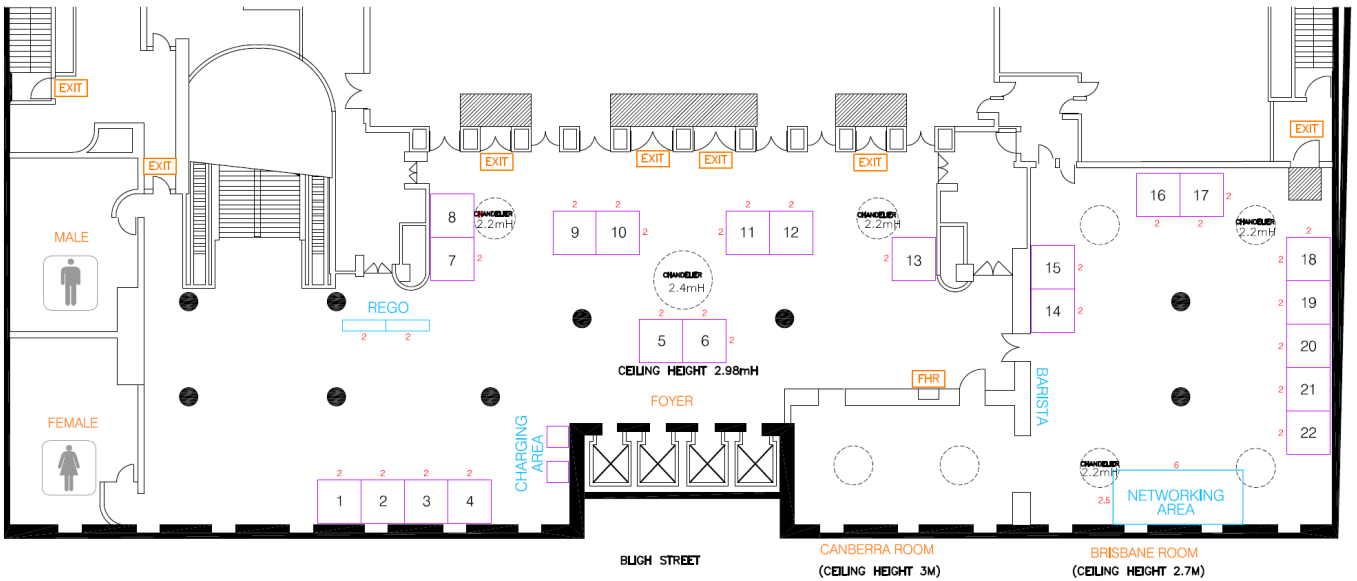 EXIT
EXIT
EXIT
EXIT
EXIT
EXIT
EXIT
MALE
FEMALE
8
7
2
CHANDELIER
2.2mH
2 2
9 10
2
2 2
11 12
2
CHANDELIER
2.2mH
13
2
CHANDELIER
2.4mH
REGO
2 2
2 2
5 6
2
CEILING HEIGHT 2.98mH
FOYER
FHR
CHARGING
AREA
2 2 2 2
1 2 3 4
16 17
2
2 2
CHANDELIER
2.2mH
15
2
14
2
BARISTA
2
18
2
19
2
20
2
21
2
22
2
CHANDELIER
2.2mH
6
2,5
NETWORKING
AREA
BLIGH STREET
CANBERRA ROOM
(CEILING HEIGHT 3M)
BRISBANE ROOM
(CEILING HEIGHT 2.7M)